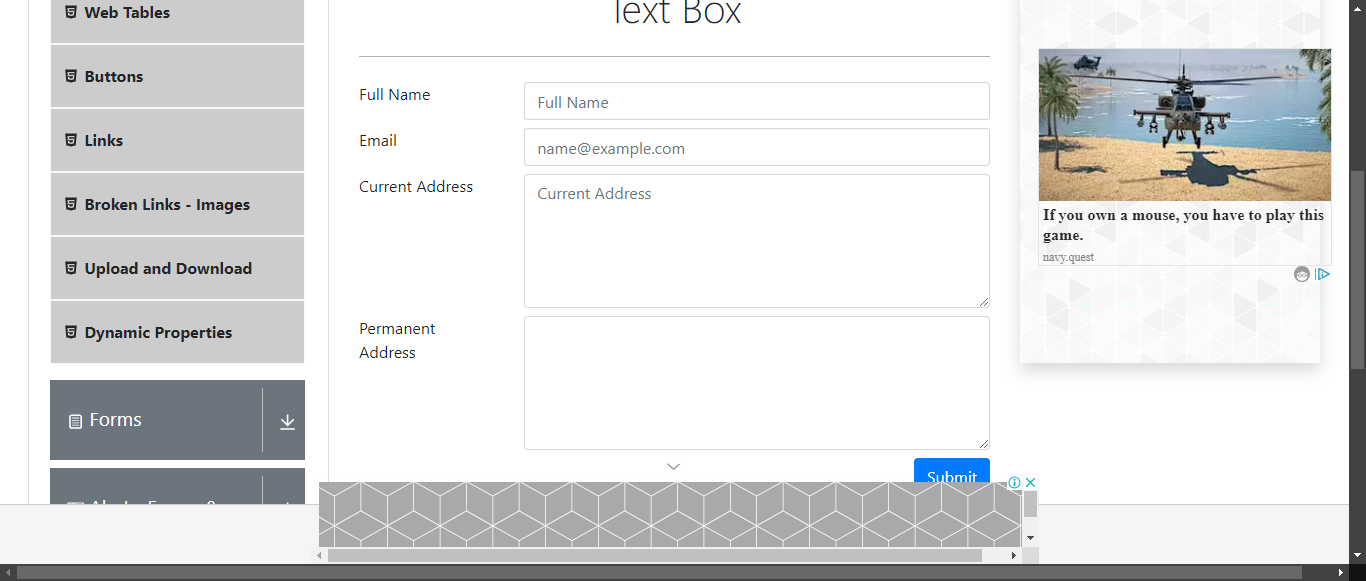 Web Tables
Buttons
Links
Broken Links - Images
Upload and Download
Dynamic Properties
Forms
Text Box
Full Name
Full Name
Email
name@example.com
Current Address
Current Address
Permanent
Address
Submit
If you own a mouse, you have to play this
game.
navy.quest